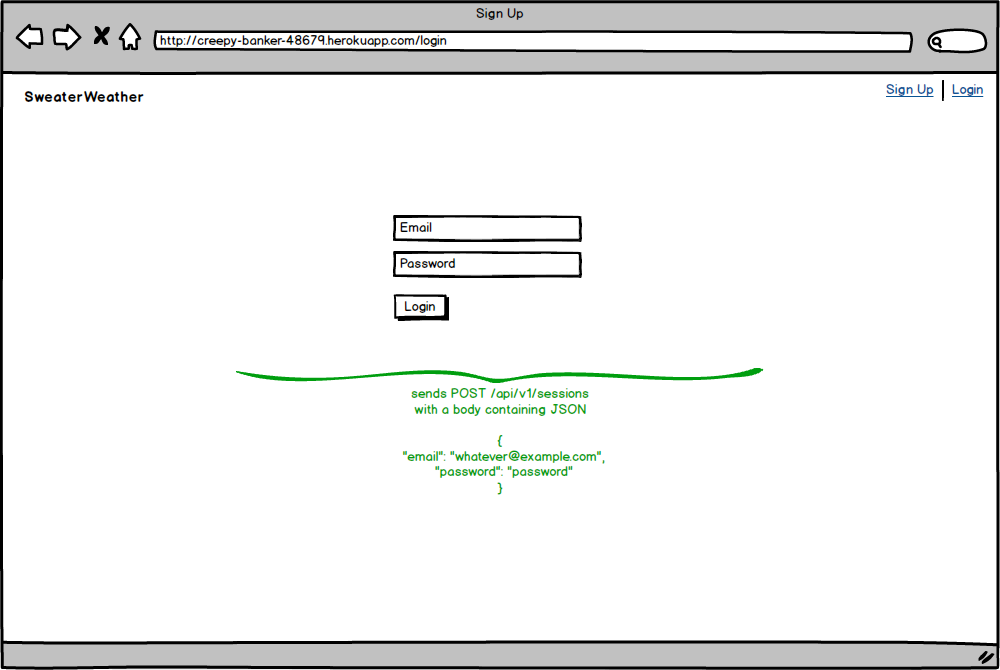 Sign Up
http://creepy-banker-48679.herokuapp.com/login
SweaterWeather
Sign Up | Login
Email
Password
Login
sends POST /api/v1/sessions
with a body containing JSON
{
"email": "whatever@example.com",
"password": "password"
}